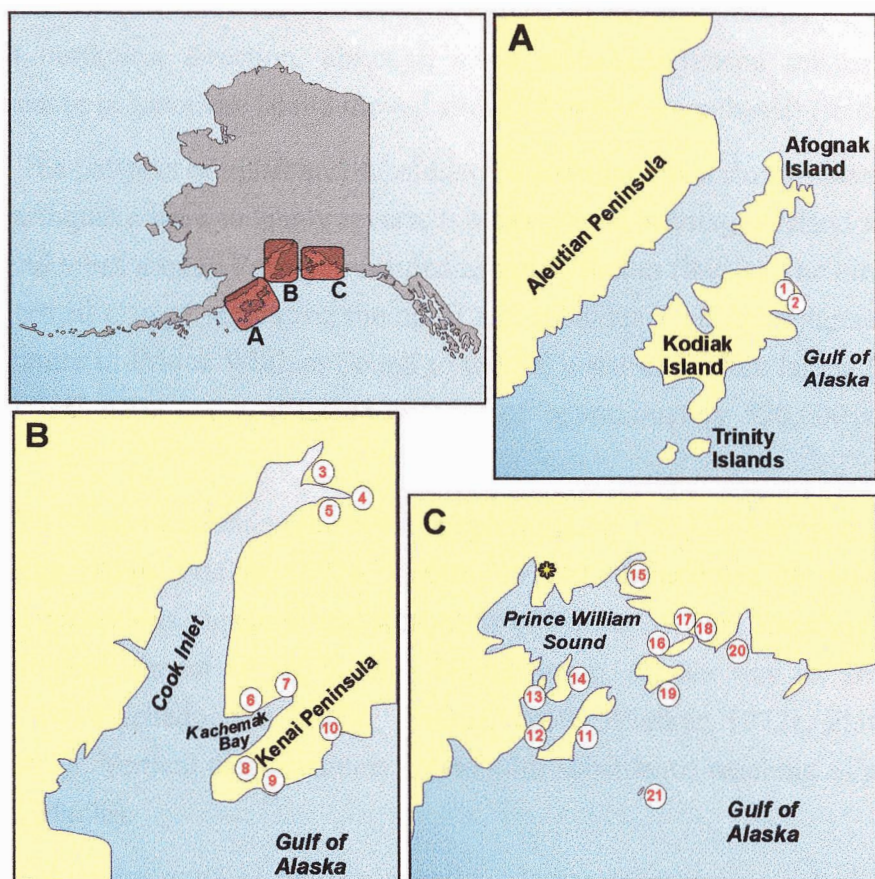 A
B
C
A
Afognak
Island
Aleutian Peninsula
1
2
Kodiak
Island
Gulf of
Alaska
Trinity
Islands
B
3
4
5
Cook Inlet
6
7
Kachemak
Bay
Kenai Peninsula
10
8
9
Gulf of
Alaska
C
15
Prince William
Sound
17
18
16
20
14
13
19
12
11
21
Gulf of
Alaska